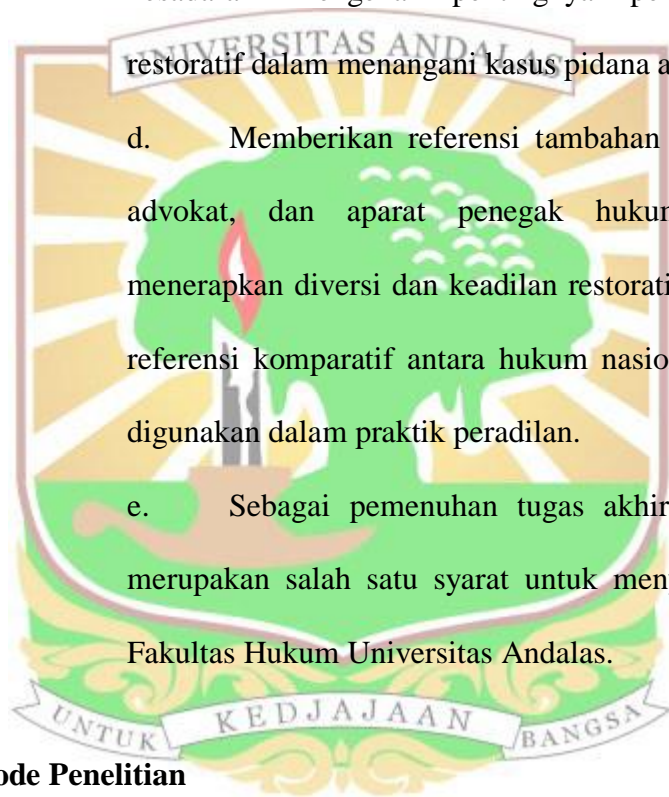 UNIVERSITAS ANDALAS
restoratif dalam menangani kasus pidana a
d. Memberikan referensi tambahan
advokat, dan aparat penegak hukum
menerapkan diversi dan keadilan restorati
referensi komparatif antara hukum nasio
digunakan dalam praktik peradilan.
e. Sebagai pemenuhan tugas akhir
merupakan salah satu syarat untuk men
Fakultas Hukum Universitas Andalas.
UNTUK KEDJAJAAN BANGSA
ode Penelitian